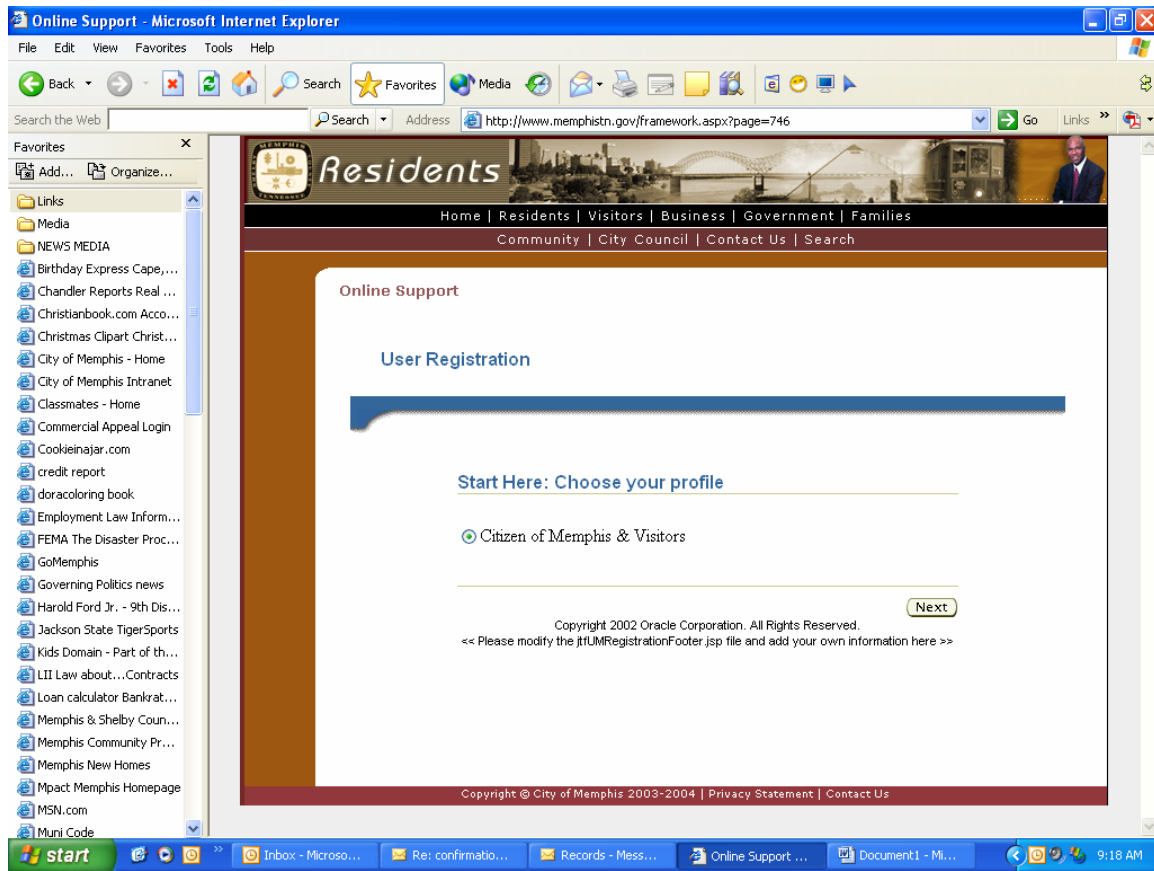 Online Support - Microsoft Internet Explorer
File Edit View Favorites Tools Help
Back Search Favorites Media
Search the Web Search Address http://www.memphistn.gov/framework.aspx?page=746 Go Links »
Favorites x
Add... Organize...
Links
Media
NEWS MEDIA
Birthday Express Cape,...
Chandler Reports Real ...
Christianbook.com Acco...
Christmas Clipart Christ...
City of Memphis - Home
City of Memphis Intranet
Classmates - Home
Commercial Appeal Login
Cookieinajar.com
credit report
doracoloring book
Employment Law Inform...
FEMA The Disaster Proc...
GoMemphis
Governing Politics news
Harold Ford Jr. - 9th Dis...
Jackson State TigerSports
Kids Domain - Part of th...
LII Law about...Contracts
Loan calculator Bankrat...
Memphis & Shelby Coun...
Memphis Community Pr...
Memphis New Homes
Mpact Memphis Homepage
MSN.com
Muni Code
MEMPHIS
TENNESSEE
Residents
Home | Residents | Visitors | Business | Government | Families
Community | City Council | Contact Us | Search
Online Support
User Registration
Start Here: Choose your profile
Citizen of Memphis & Visitors
Next
Copyright 2002 Oracle Corporation. All Rights Reserved.
<< Please modify the jtfUMRegistrationFooter.jsp file and add your own information here >>
Copyright © City of Memphis 2003-2004 | Privacy Statement | Contact Us
start » Inbox - Microso... Re: confirmatio... Records - Mess... Online Support ... Document1 - Mi... 9:18 AM